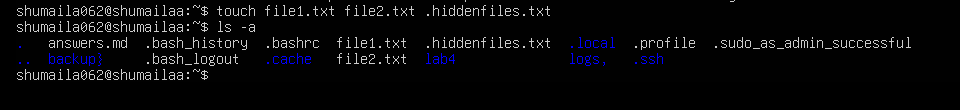 shumaila062@shumailaa:~$ touch file1.txt file2.txt .hiddenfiles.txt
shumaila062@shumailaa:~$ ls -a
. answers.md .bash_history .bashrc file1.txt .hiddenfiles.txt .local .profile .sudo_as_admin_successful
.. backup} .bash_logout .cache file2.txt lab4 logs, .ssh
shumaila062@shumailaa:~$